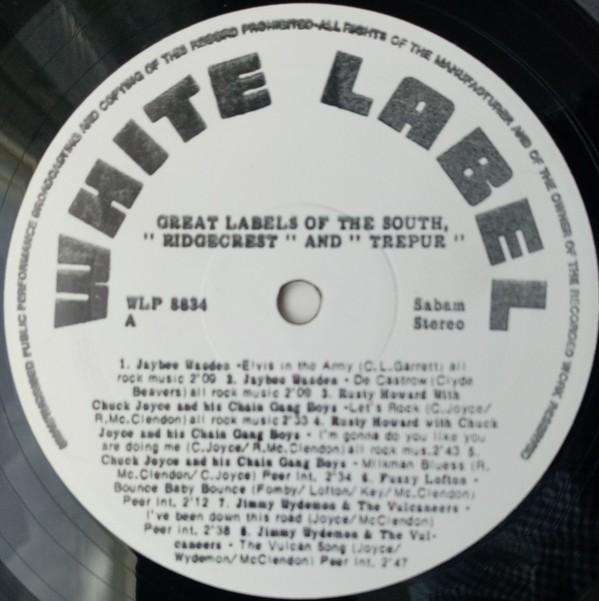 UNAUTHORISED PUBLIC PERFORMANCE BROADCASTING AND COPYING OF THIS RECORD PROHIBITED-ALL RIGHTS OF THE MANUFACTURER AND OF THE OWNER OF THE RECORDED WORK RESERVED
WHITE LABEL
GREAT LABELS OF THE SOUTH,
" RIDGECREST " AND " TREPUR "
WLP 8834
A
Sabam
Stereo
1. Jaybee Wasden -Elvis in the Army (C.L.Garrett) all
rock music 2'09 2. Jaybee Wasden - De Castrow (Clyde
Beavers) all rock music 2'09 3. Rusty Howard With
Chuck Joyce and his Chain Gang Boys -Let's Rock (C.Joyce/
R.Mc.Clendon) all rock music 2'33 4. Rusty Howard with Chuck
Joyce and his Chain Gang Boys - I'm gonna do you like you
are doing me (C.Joyce/ R.Mc.Clendon) all rock mus. 2'43 5.
Chuck Joyce and his Chain Gang Boys - Milkman Bluess (R.
Mc.Clendon/ C.Joyce) Peer Int, 2'34 6. Fuzzy Lofton -
Bounce Baby Bounce (Fomby/ Lofton/ Key/ Mc.Clendon)
Peer int, 2'12 7. Jimmy Wydemon & The Vulcaneers -
I've been down this road (Joyce/McClendon)
Peer int, 2'38 8. Jimmy Wydemon & The Vul-
caneers - The Vulcan Song (Joyce/
Wydemon/McClendon) Peer Int, 2'47